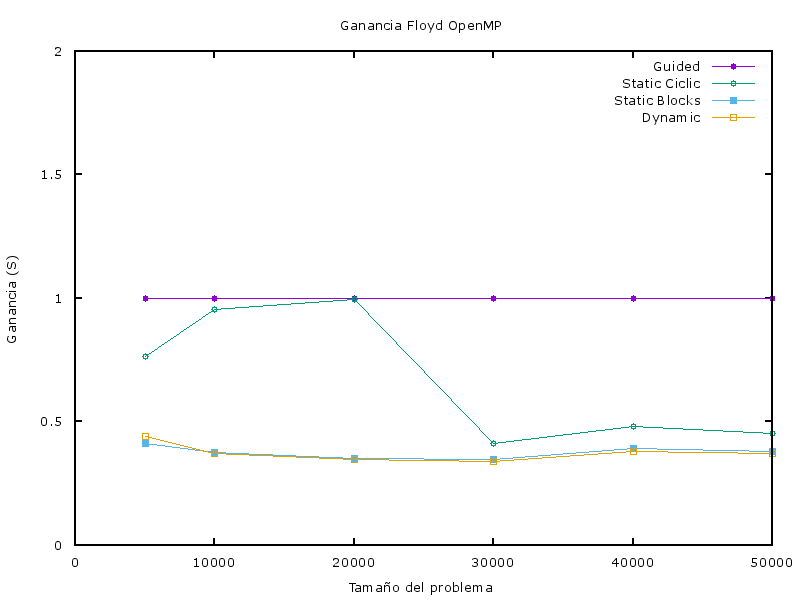 Ganancia Floyd OpenMP
2
Guided
Static Ciclic
Static Blocks
Dynamic
1.5
1
0.5
0
Ganancia (S)
0 10000 20000 30000 40000 50000
Tamaño del problema